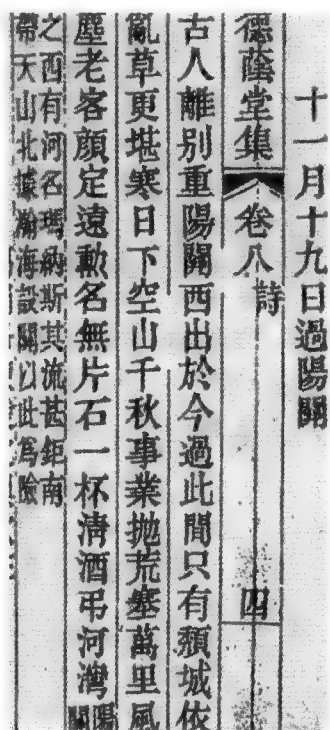 十一月十九日過陽關
德蔭堂集 卷八 詩 四
古人離別重陽關西出於今過此間只有頹城依
亂草更堪寒日下空山千秋事業拋荒塞萬里風
塵老客顏定遠勳名無片石一杯淸酒弔河灣陽關
之西有河名瑪納斯其流甚鉅南
帶天山北據瀚海設關以此爲險